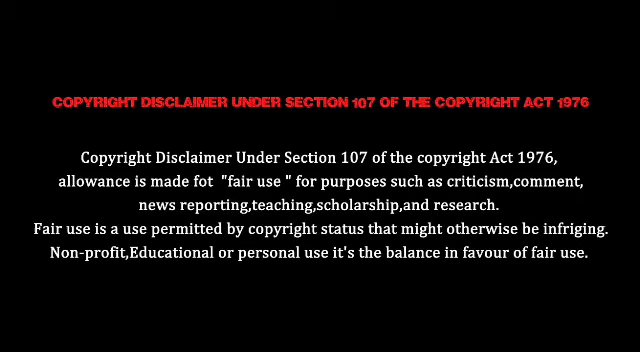 COPYRIGHT DISCLAIMER UNDER SECTION 107 OF THE COPYRIGHT ACT 1976
Copyright Disclaimer Under Section 107 of the copyright Act 1976,
allowance is made fot "fair use " for purposes such as criticism,comment,
news reporting,teaching,scholarship,and research.
Fair use is a use permitted by copyright status that might otherwise be infriging.
Non-profit,Educational or personal use it's the balance in favour of fair use.